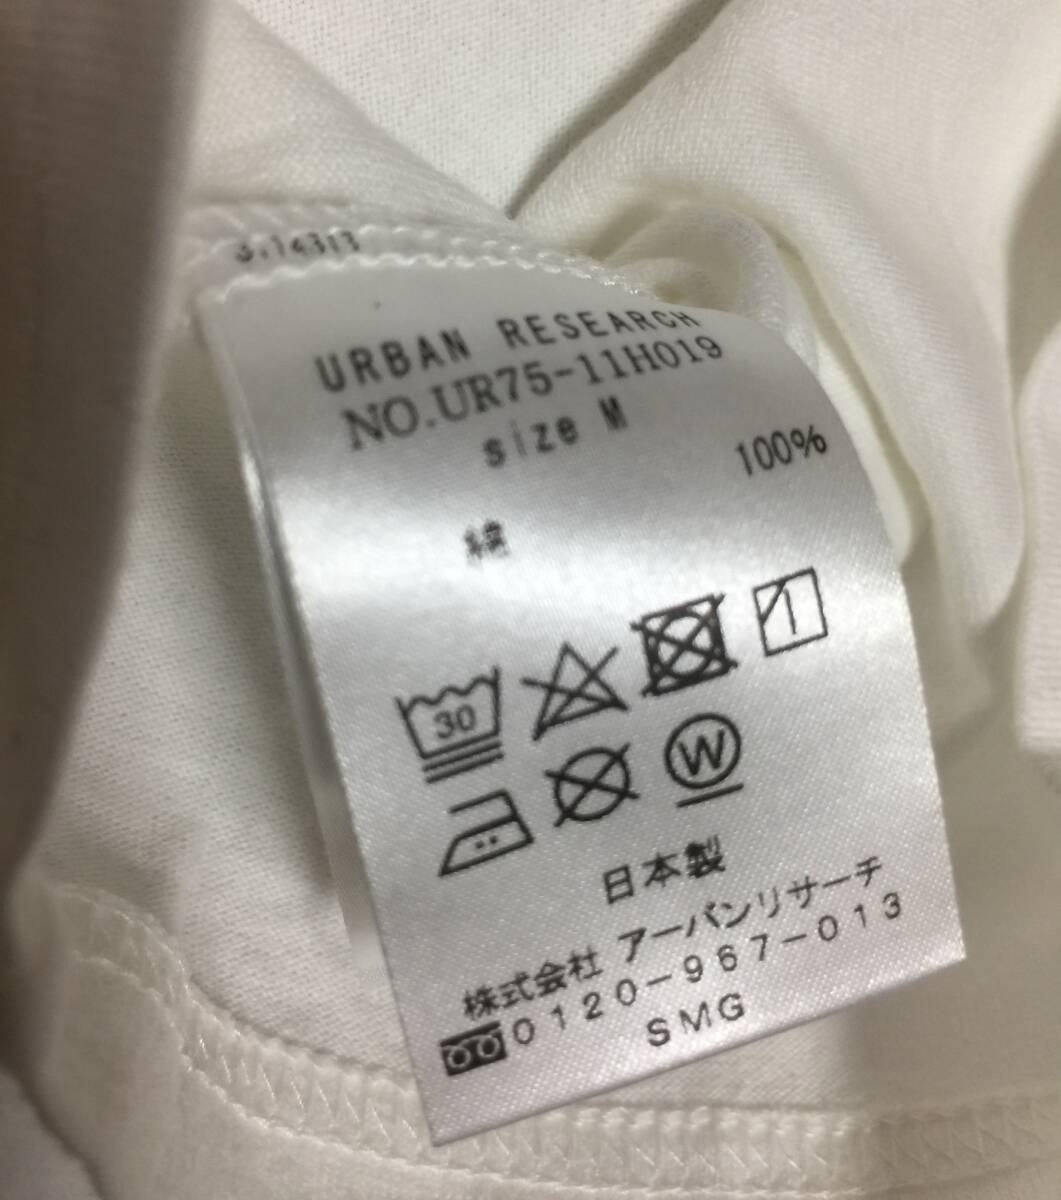 URBAN RESEARCH
NO.UR75-11H019
size M
綿 100%
30
W
日本製
株式会社 アーバンリサーチ
0120-967-013
SMG